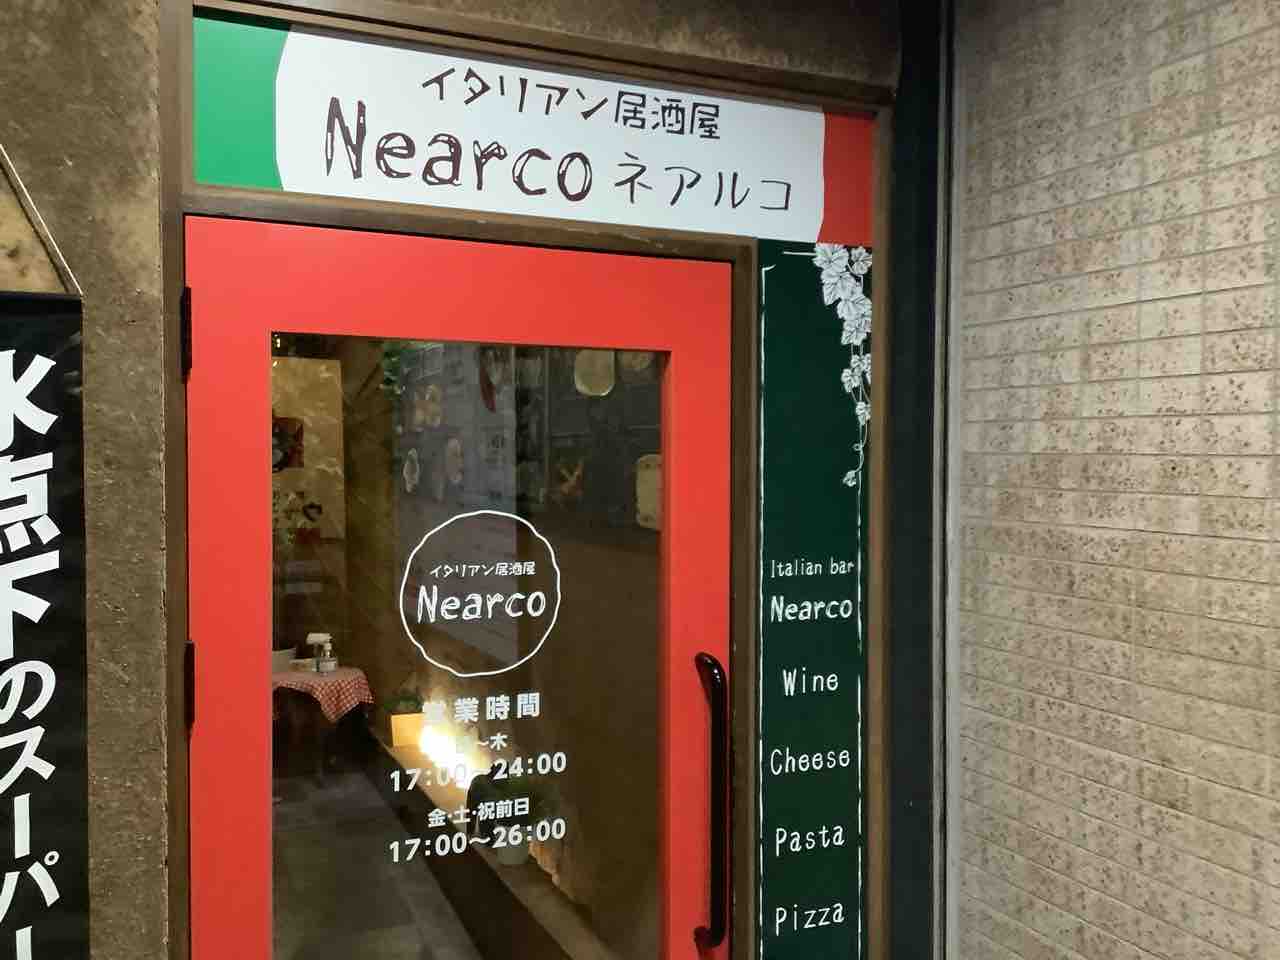 イタリアン居酒屋
Nearco ネアルコ
イタリアン居酒屋
Nearco
営業時間
～木
17:00～24:00
金・土・祝前日
17:00～26:00
Italian bar
Nearco
Wine
Cheese
Pasta
Pizza
氷点下のスーパー